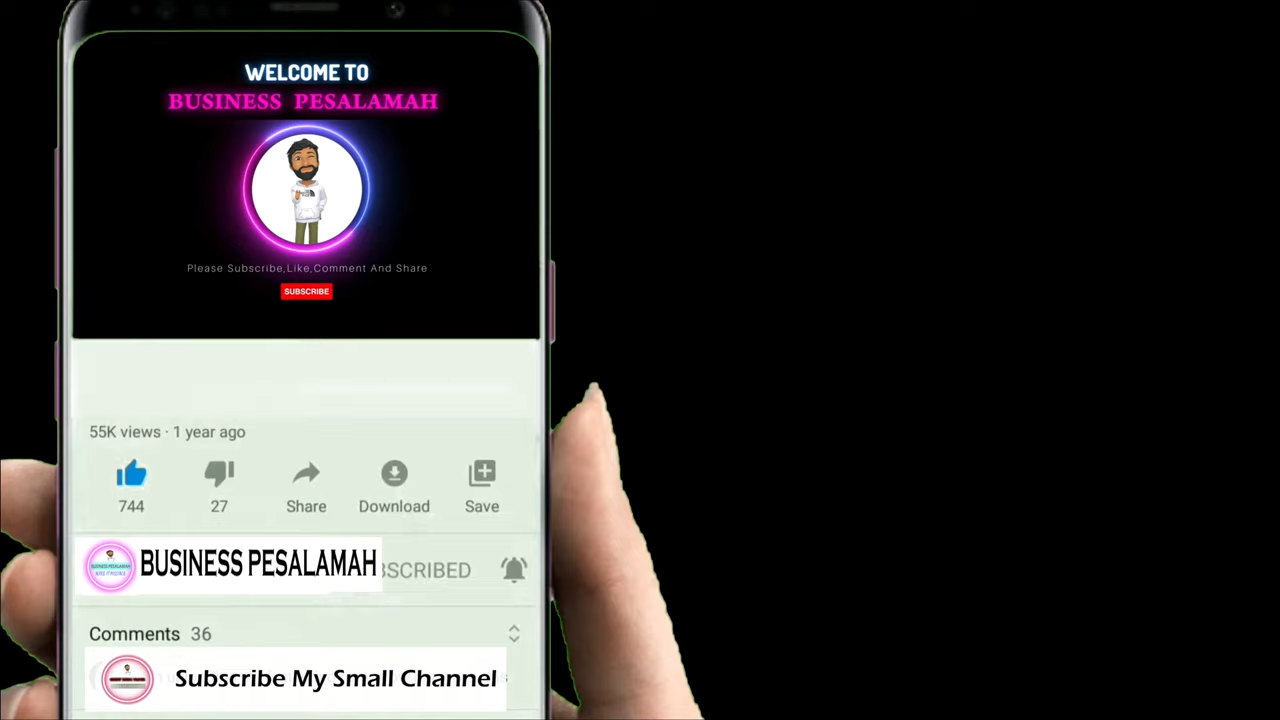 WELCOME TO
BUSINESS PESALAMAH
Please Subscribe,Like,Comment And Share
SUBSCRIBE
55K views · 1 year ago
744
27
Share
Download
Save
BUSINESS PESALAMAH
BSCRIBED
Comments 36
Subscribe My Small Channel